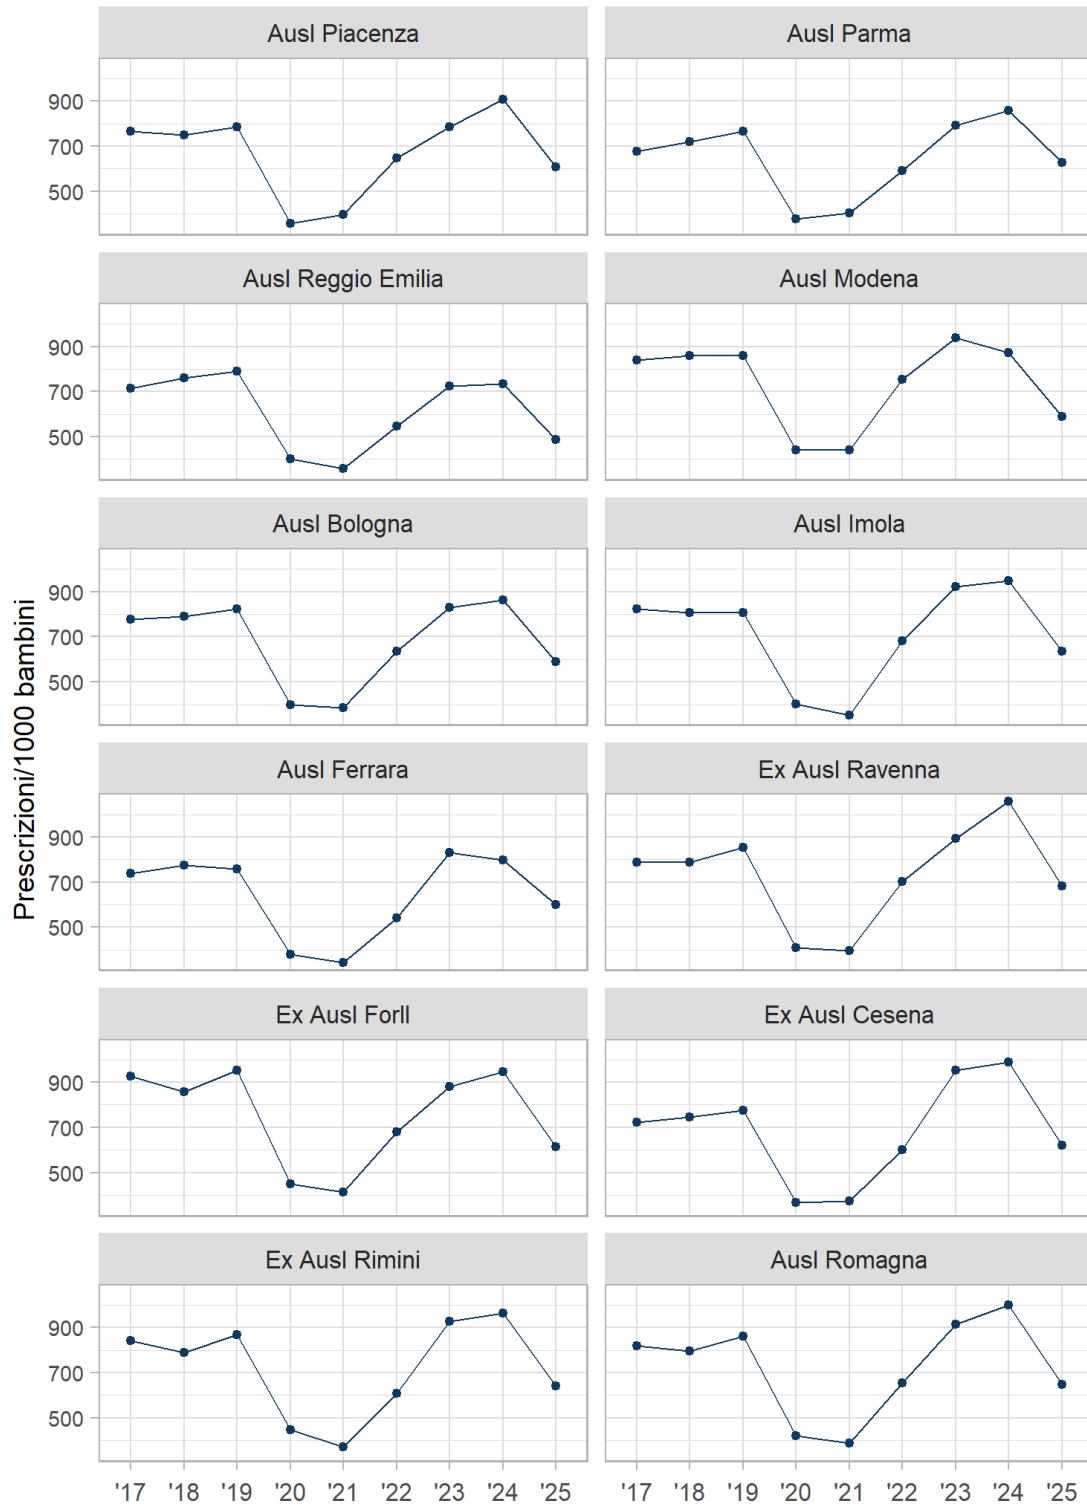 Ausl Piacenza
Ausl Parma
900
700
500
Ausl Reggio Emilia
Ausl Modena
900
700
500
Ausl Bologna
Ausl Imola
900
700
500
Prescrizioni/1000 bambini
Ausl Ferrara
Ex Ausl Ravenna
900
700
500
Ex Ausl Forll
Ex Ausl Cesena
900
700
500
Ex Ausl Rimini
Ausl Romagna
900
700
500
'17 '18 '19 '20 '21 '22 '23 '24 '25
'17 '18 '19 '20 '21 '22 '23 '24 '25